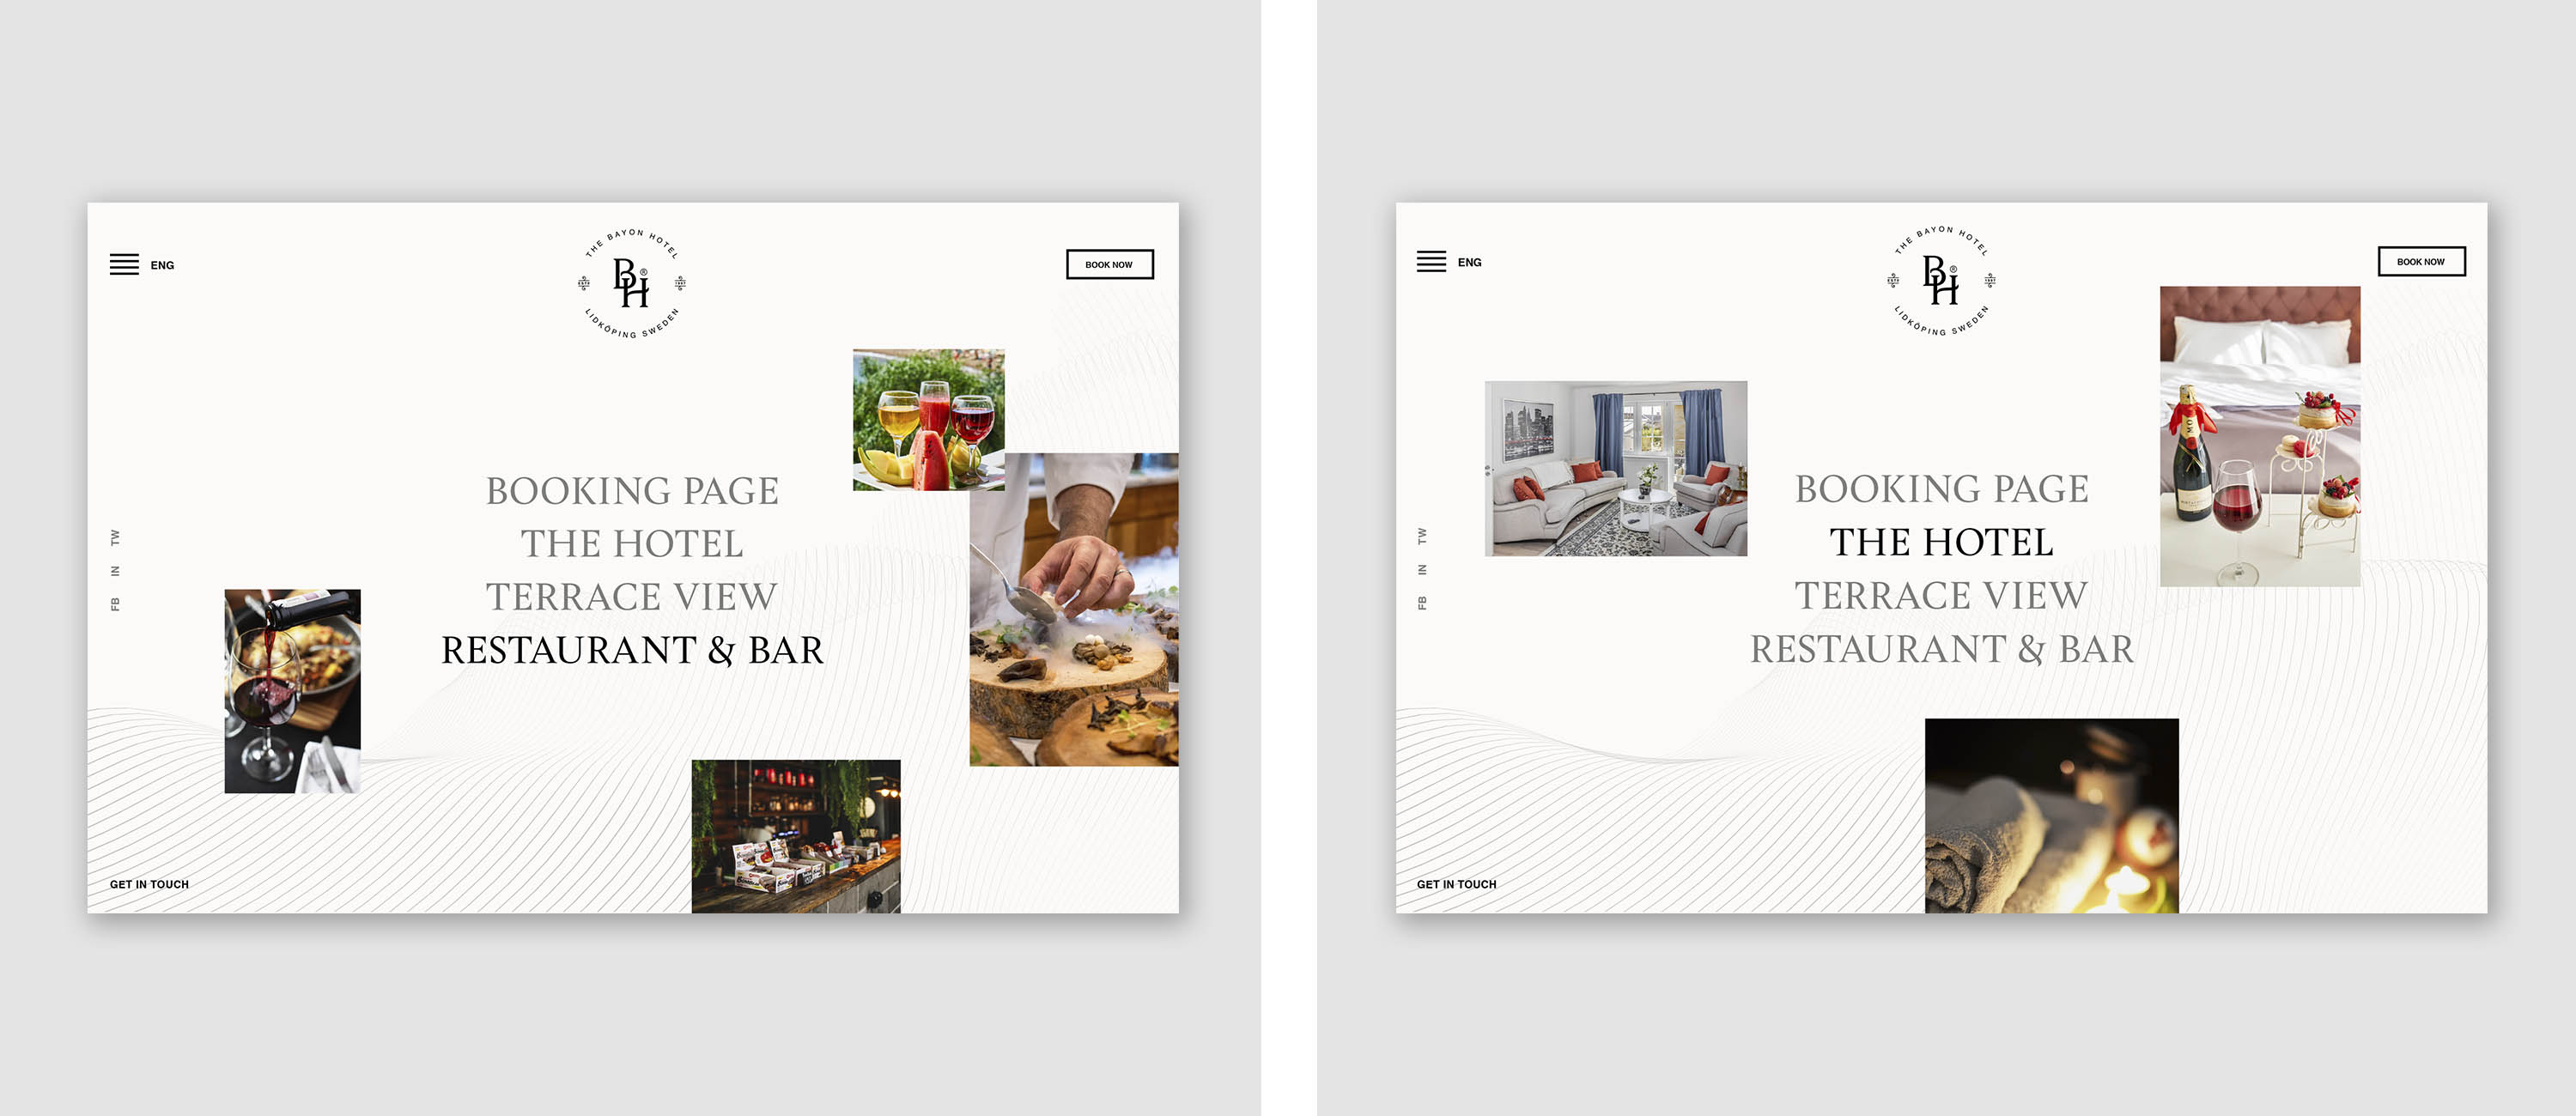 ENG
THE BAYON HOTEL
BH®
ESTD
1997
LIDKÖPING SWEDEN
BOOK NOW
BOOKING PAGE
THE HOTEL
TERRACE VIEW
RESTAURANT & BAR
TW
IN
FB
GET IN TOUCH
ENG
THE BAYON HOTEL
BH®
LIDKÖPING SWEDEN
BOOK NOW
BOOKING PAGE
THE HOTEL
TERRACE VIEW
RESTAURANT & BAR
TW
IN
FB
GET IN TOUCH